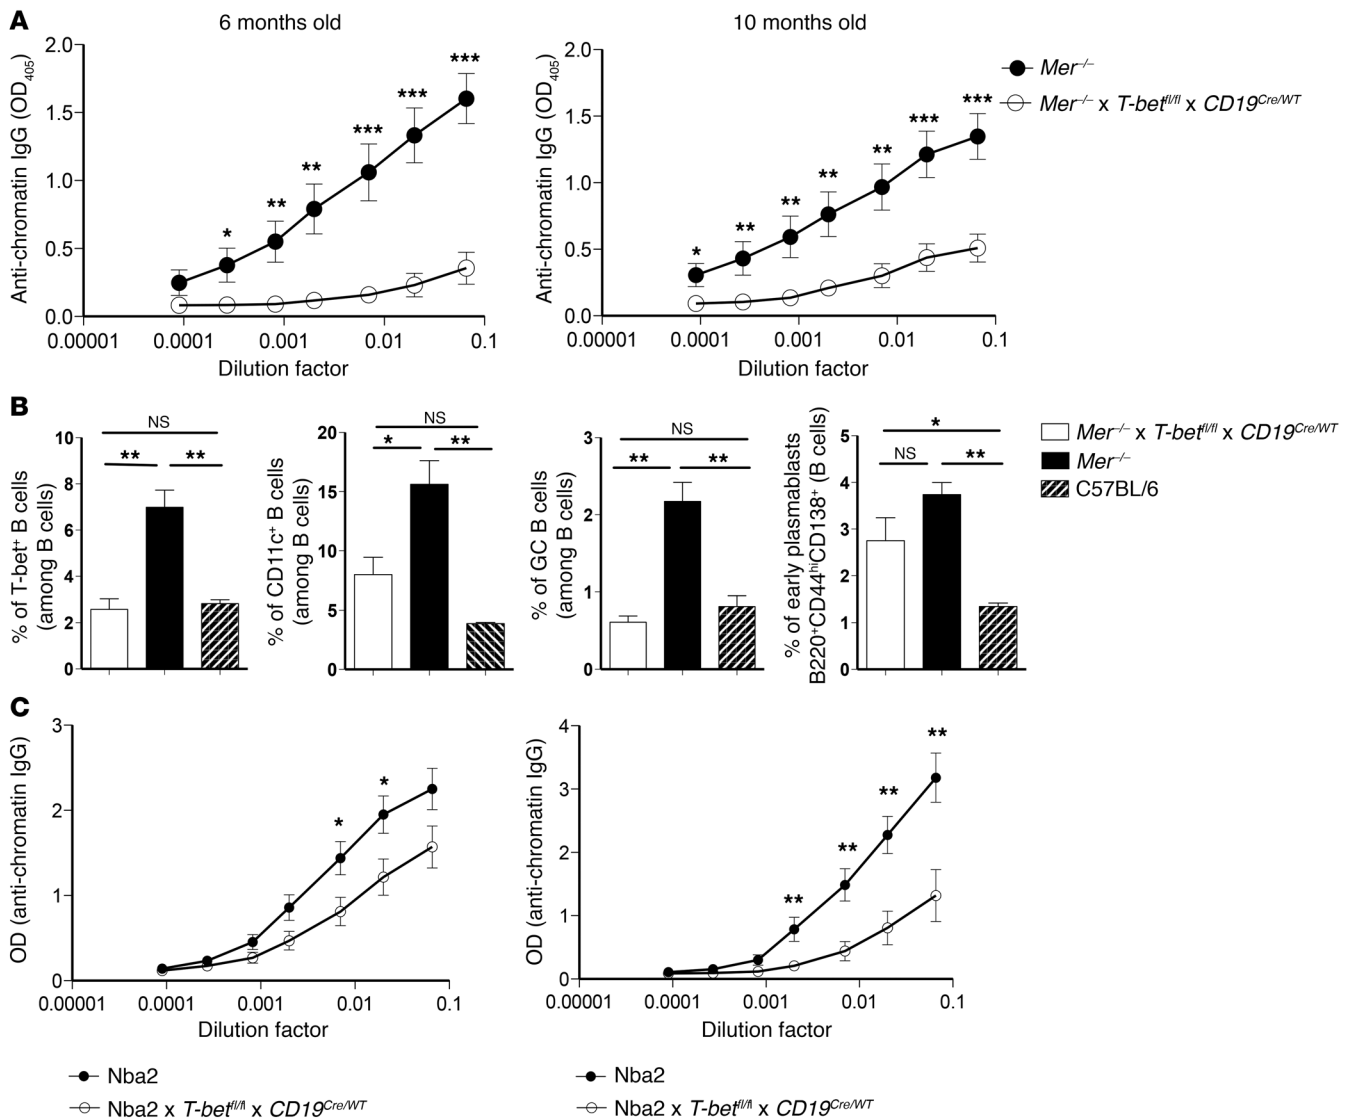 A
6 months old
10 months old
Anti-chromatin IgG (OD405)
2.0
1.5
1.0
0.5
0.0
* ** ** *** *** ***
0.00001 0.0001 0.001 0.01 0.1
Dilution factor
Anti-chromatin IgG (OD405)
2.0
1.5
1.0
0.5
0.0
* ** ** ** ** *** ***
0.00001 0.0001 0.001 0.01 0.1
Dilution factor
Mer–/–
Mer–/– x T-betfl/fl x CD19Cre/WT
B
% of T-bet+ B cells
(among B cells)
10
8
6
4
2
0
NS
** **
% of CD11c+ B cells
(among B cells)
20
15
10
5
0
NS
* **
% of GC B cells
(among B cells)
3
2
1
0
NS
** **
% of early plasmablasts
B220+CD44hiCD138+ (B cells)
5
4
3
2
1
0
*
NS **
Mer–/– x T-betfl/fl x CD19Cre/WT
Mer–/–
C57BL/6
C
OD (anti-chromatin IgG)
3
2
1
0
* *
0.00001 0.0001 0.001 0.01 0.1
Dilution factor
Nba2
Nba2 x T-betfl/fl x CD19Cre/WT
OD (anti-chromatin IgG)
4
3
2
1
0
** ** ** **
0.00001 0.0001 0.001 0.01 0.1
Dilution factor
Nba2
Nba2 x T-betfl/fl x CD19Cre/WT